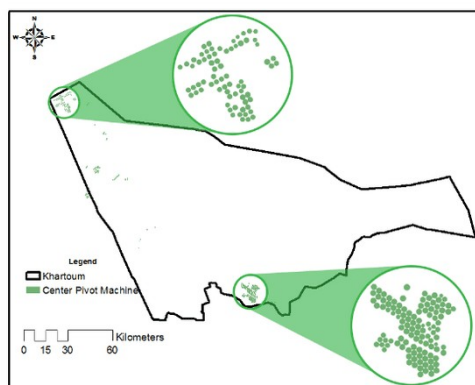 N
W E
S
Legend
Khartoum
Center Pivot Machine
Kilometers
0 15 30 60